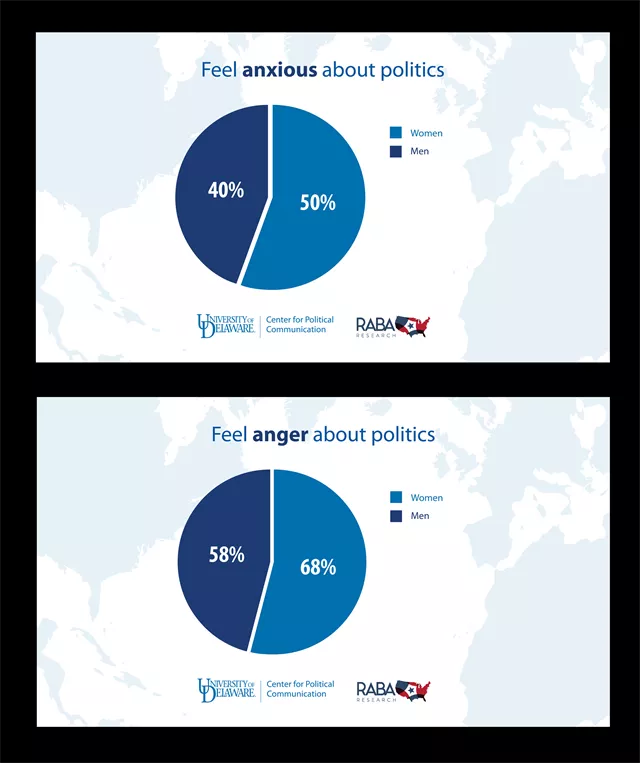 Feel anxious about politics
Women
Men
40%
50%
UNIVERSITY OF
DELAWARE.
Center for Political
Communication
RABA
RESEARCH
Feel anger about politics
Women
Men
58%
68%
UNIVERSITY OF
DELAWARE.
Center for Political
Communication
RABA
RESEARCH